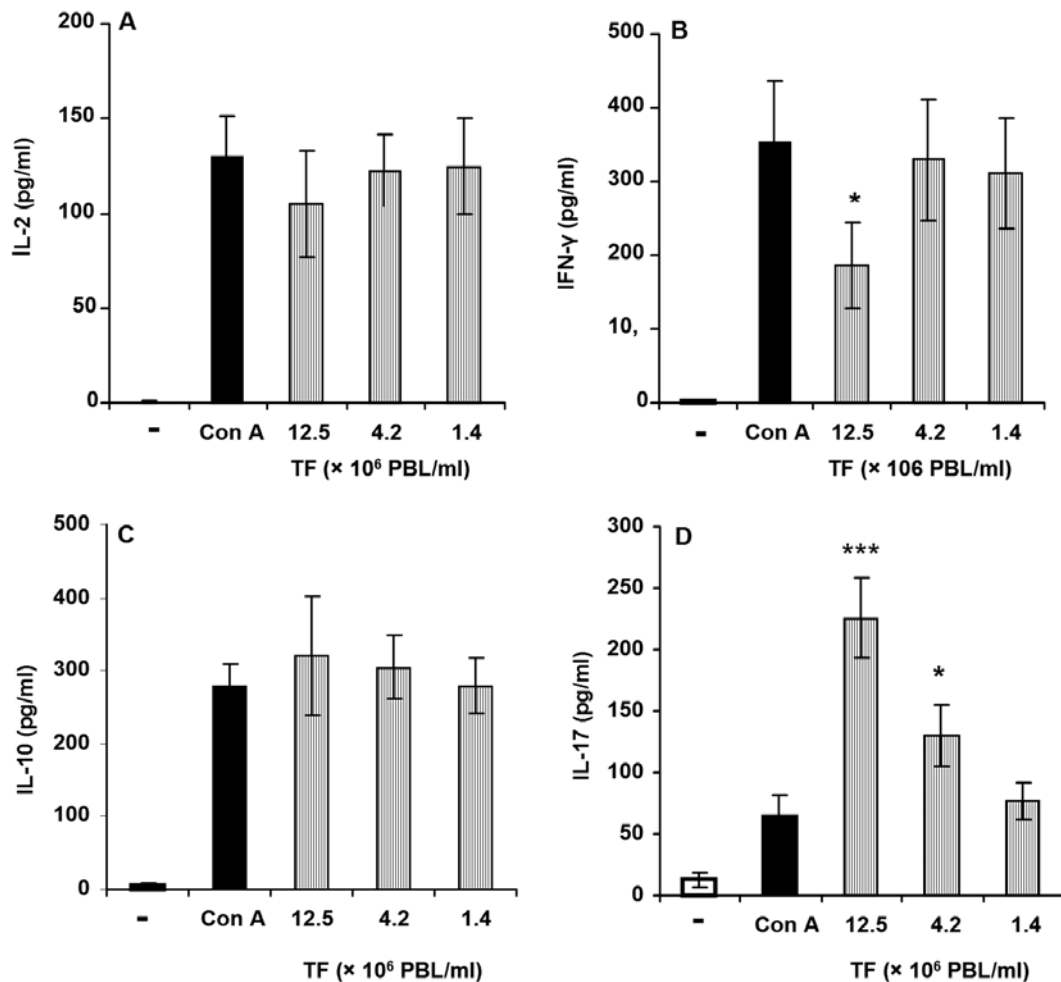 A
200
150
100
50
0
IL-2 (pg/ml)
- Con A 12.5 4.2 1.4
TF (× 10⁶ PBL/ml)
B
500
400
300
200
10,
0
IFN-γ (pg/ml)
*
- Con A 12.5 4.2 1.4
TF (× 106 PBL/ml)
C
500
400
300
300
100
0
IL-10 (pg/ml)
- Con A 12.5 4.2 1.4
TF (× 10⁶ PBL/ml)
D
300
250
200
150
100
50
0
IL-17 (pg/ml)
***
*
- Con A 12.5 4.2 1.4
TF (× 10⁶ PBL/ml)